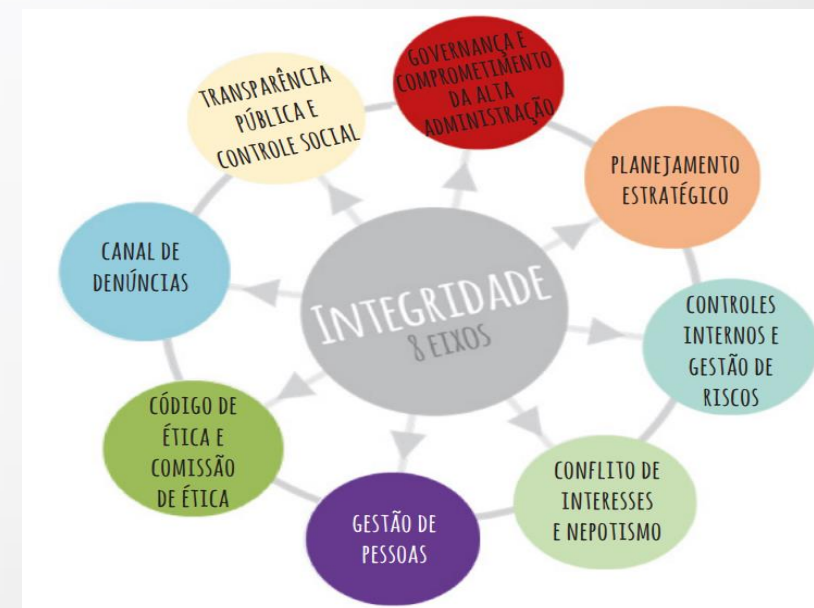 INTEGRIDADE
8 EIXOS
GOVERNANÇA E
COMPROMETIMENTO
DA ALTA
ADMINISTRAÇÃO
PLANEJAMENTO
ESTRATÉGICO
CONTROLES
INTERNOS E
GESTÃO DE
RISCOS
CONFLITO DE
INTERESSES
E NEPOTISMO
GESTÃO DE
PESSOAS
CÓDIGO DE
ÉTICA E
COMISSÃO
DE ÉTICA
CANAL DE
DENÚNCIAS
TRANSPARÊNCIA
PÚBLICA E
CONTROLE SOCIAL